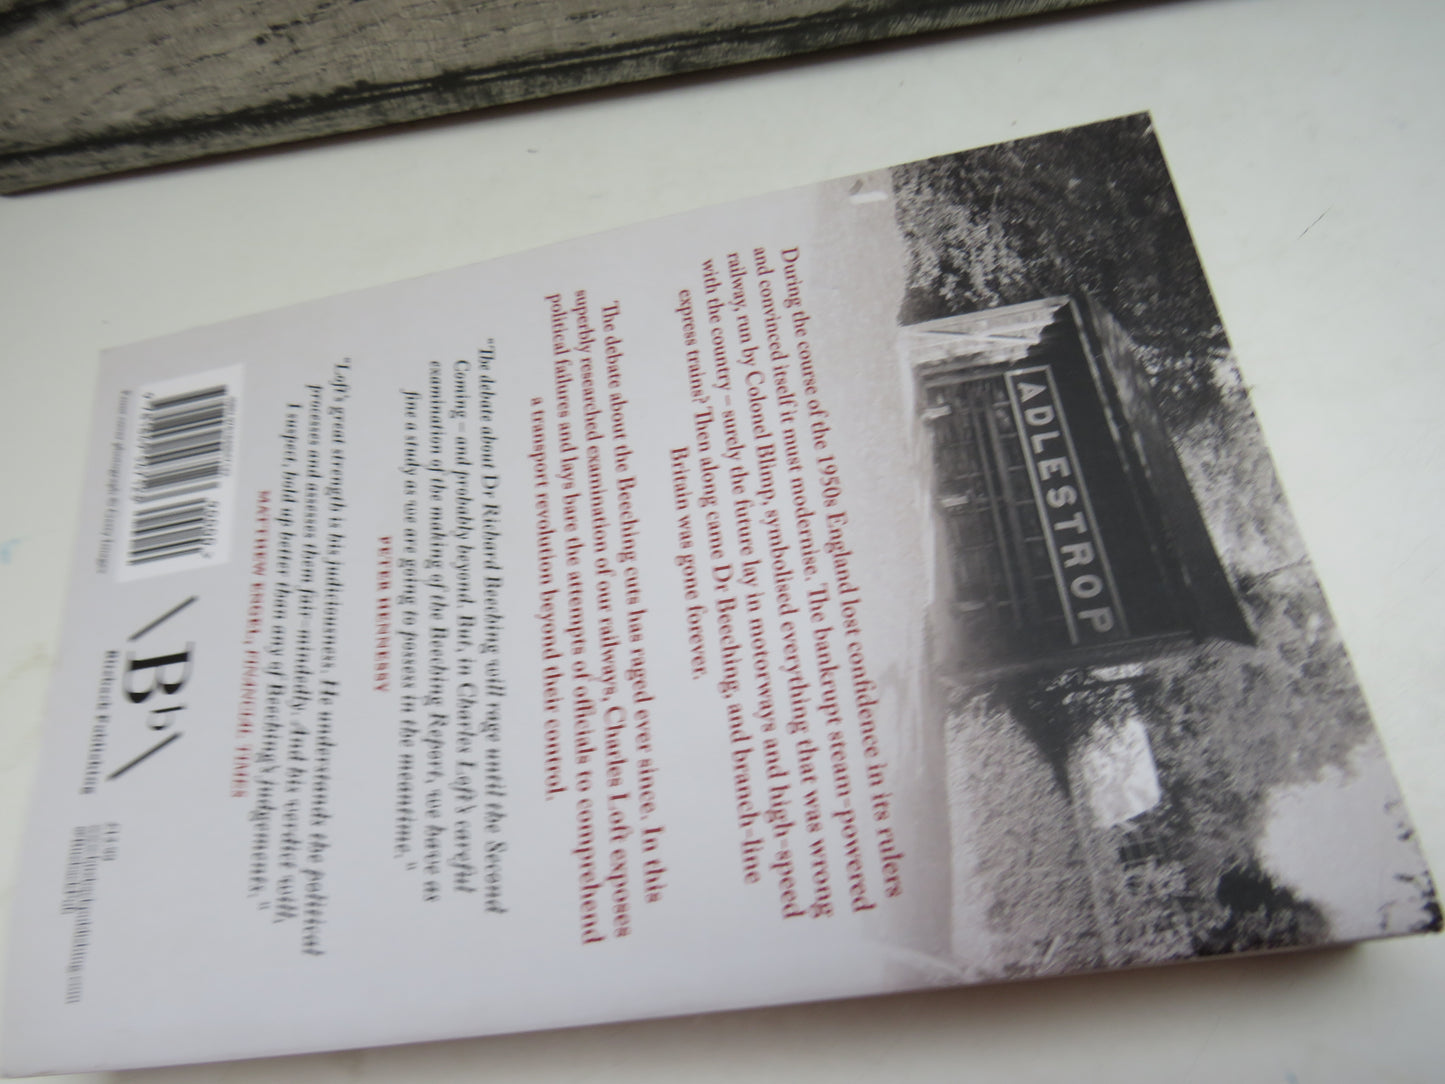 ADLESTROP
During the course of the 1950s England lost confidence in its rulers
and convinced itself it must modernise. The bankrupt steam-powered
railway, run by Colonel Blimp, symbolised everything that was wrong
with the country – surely the future lay in motorways and high-speed
express trains? Then along came Dr Beeching, and branch-line
Britain was gone forever.
The debate about the Beeching cuts has raged ever since. In this
superbly researched examination of our railways, Charles Loft exposes
political failures and lays bare the attempts of officials to comprehend
a transport revolution beyond their control.
“The debate about Dr Richard Beeching will rage until the Second
Coming – and probably beyond. But, in Charles Loft’s careful
examination of the making of the Beeching Report, we have as
fine a study as we are going to possess in the meantime.”
PETER HENNESSY
“Loft’s great strength is his judiciousness. He understands the political
processes and assesses them fair-mindedly. And his verdict will,
I suspect, hold up better than any of Beeching’s judgements.”
MATTHEW ENGEL, FINANCIAL TIMES
\Bb\
Biteback Publishing